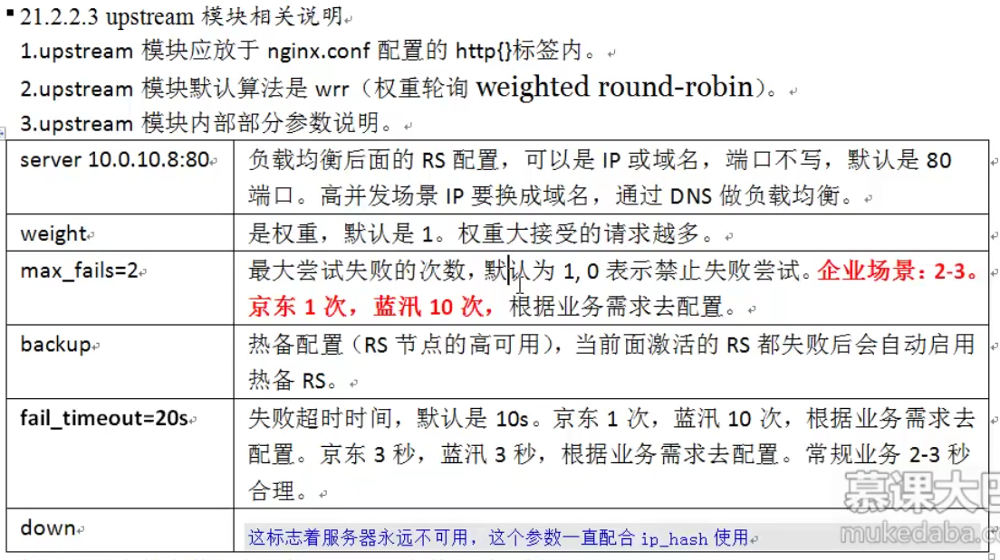 21.2.2.3 upstream 模块相关说明
1.upstream 模块应放于 nginx.conf 配置的 http{}标签内。
2.upstream 模块默认算法是 wrr（权重轮询 weighted round-robin）。
3.upstream 模块内部部分参数说明。
server 10.0.10.8:80
负载均衡后面的 RS 配置，可以是 IP 或域名，端口不写，默认是 80
端口。高并发场景 IP 要换成域名，通过 DNS 做负载均衡。
weight
是权重，默认是 1。权重大接受的请求越多。
max_fails=2
最大尝试失败的次数，默认为 1, 0 表示禁止失败尝试。企业场景：2-3。
京东 1 次，蓝汛 10 次，根据业务需求去配置。
backup
热备配置（RS 节点的高可用），当前面激活的 RS 都失败后会自动启用
热备 RS。
fail_timeout=20s
失败超时时间，默认是 10s。京东 1 次，蓝汛 10 次，根据业务需求去
配置。京东 3 秒，蓝汛 3 秒，根据业务需求去配置。常规业务 2-3 秒
合理。
down
这标志着服务器永远不可用，这个参数一直配合 ip_hash 使用
慕课大巴
mukedaba.co